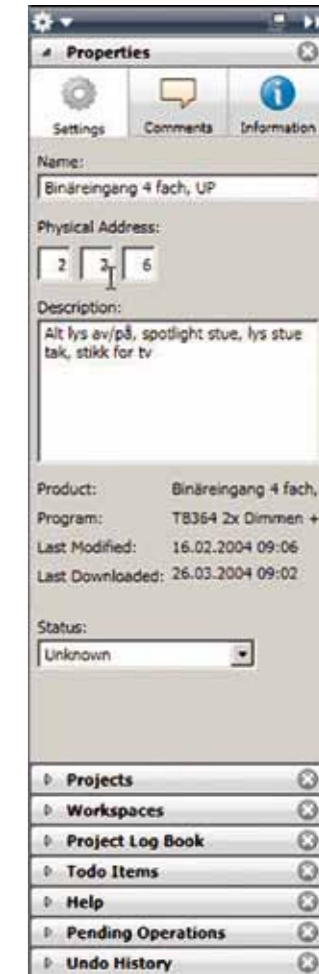 Properties
Settings Comments Information
Name:
Binäreingang 4 fach, UP
Physical Address:
2 2 6
Description:
Alt lys av/på, spotlight stue, lys stue
tak, stikk for tv
Product: Binäreingang 4 fach,
Program: TB364 2x Dimmen +
Last Modified: 16.02.2004 09:06
Last Downloaded: 26.03.2004 09:02
Status:
Unknown
Projects
Workspaces
Project Log Book
Todo Items
Help
Pending Operations
Undo History